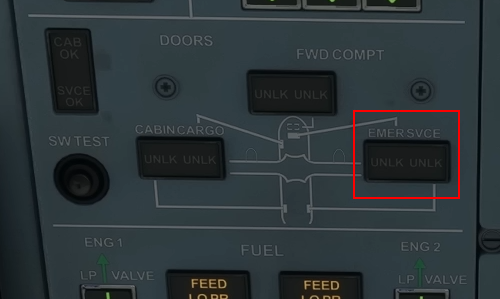 DOORS
CAB
OK
SVCE
OK
FWD COMPT
UNLK UNLK
SW TEST
CABIN CARGO
UNLK UNLK
EMER SVCE
UNLK UNLK
ENG 1
FUEL
ENG 2
LP VALVE
FEED
LO PR
FEED
LO PR
LP VALVE